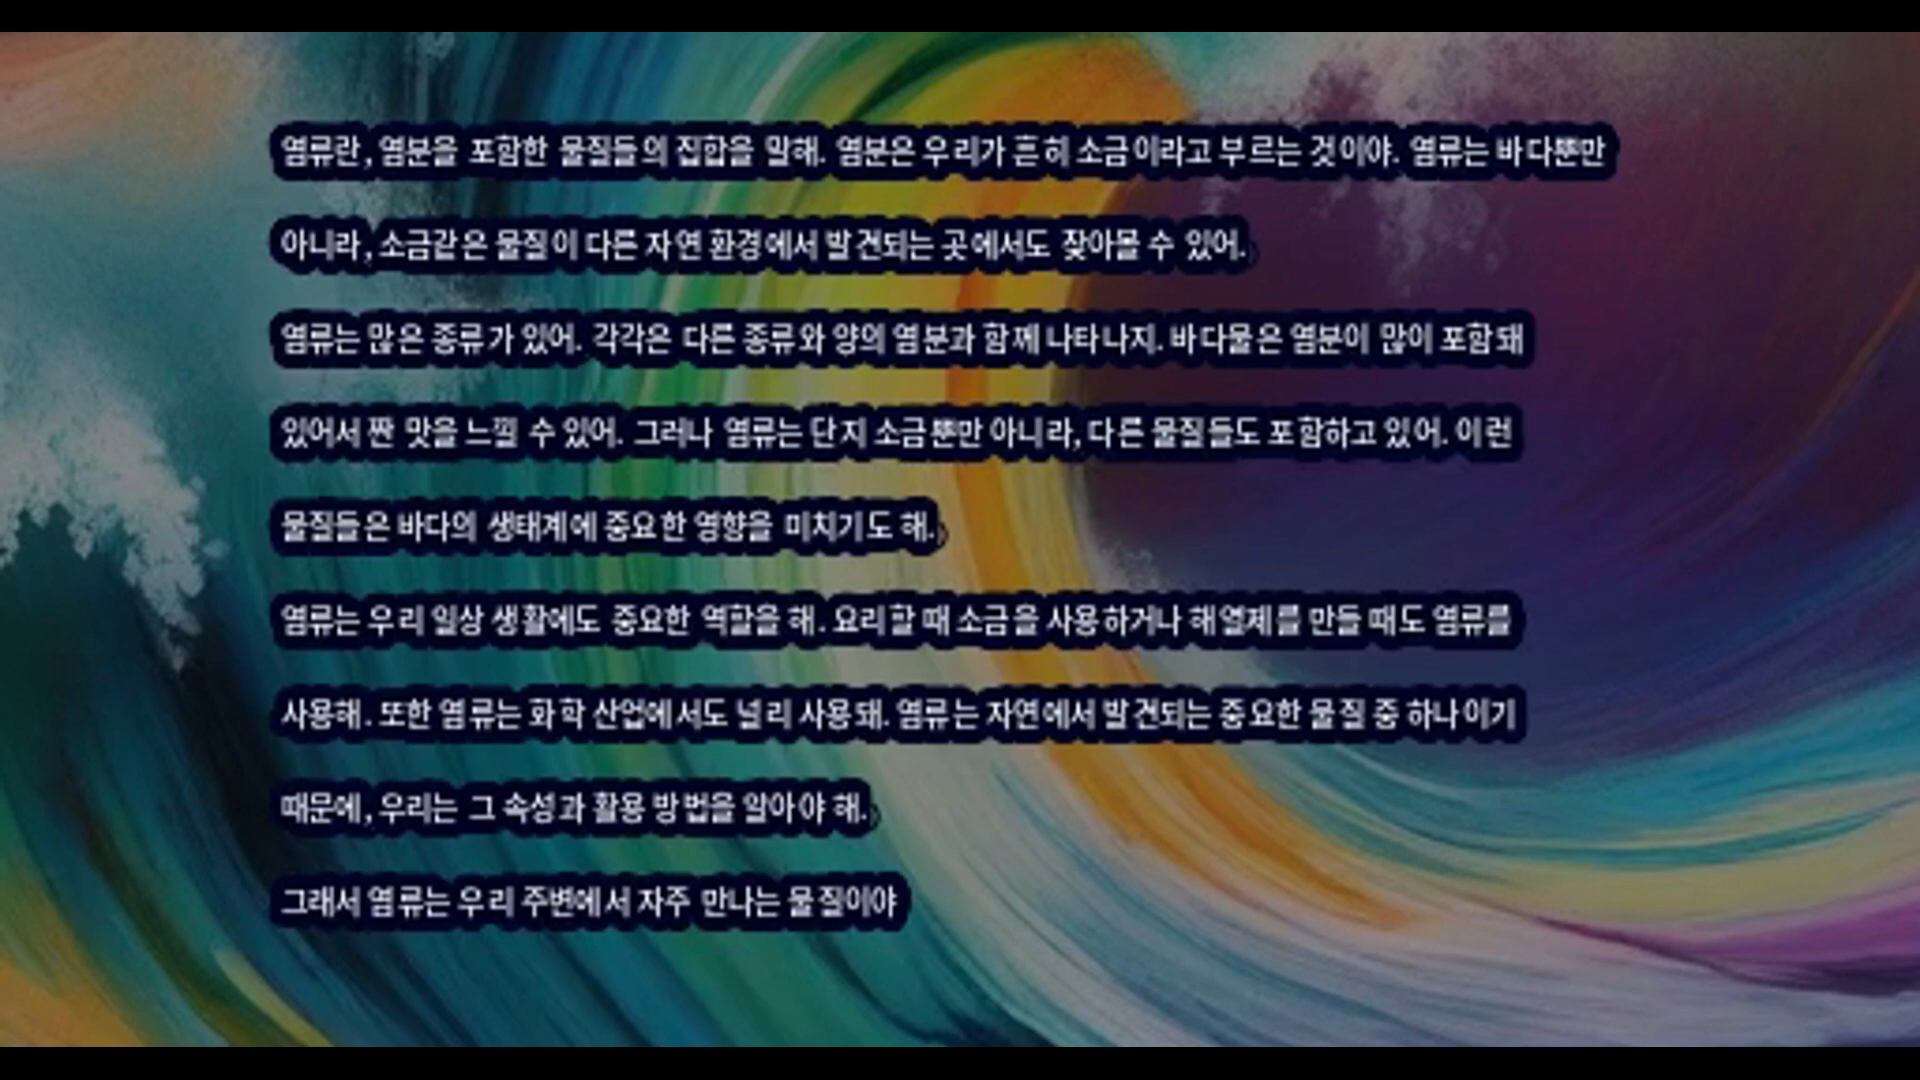 염류란, 염분을 포함한 물질들의 집합을 말해. 염분은 우리가 흔히 소금이라고 부르는 것이야. 염류는 바다뿐만
아니라, 소금같은 물질이 다른 자연 환경에서 발견되는 곳에서도 찾아볼 수 있어.
염류는 많은 종류가 있어. 각각은 다른 종류와 양의 염분과 함께 나타나지. 바다물은 염분이 많이 포함돼
있어서 짠 맛을 느낄 수 있어. 그러나 염류는 단지 소금뿐만 아니라, 다른 물질들도 포함하고 있어. 이런
물질들은 바다의 생태계에 중요한 영향을 미치기도 해.
염류는 우리 일상 생활에도 중요한 역할을 해. 요리할 때 소금을 사용하거나 해열제를 만들 때도 염류를
사용해. 또한 염류는 화학 산업에서도 널리 사용돼. 염류는 자연에서 발견되는 중요한 물질 중 하나이기
때문에, 우리는 그 속성과 활용 방법을 알아야 해.
그래서 염류는 우리 주변에서 자주 만나는 물질이야